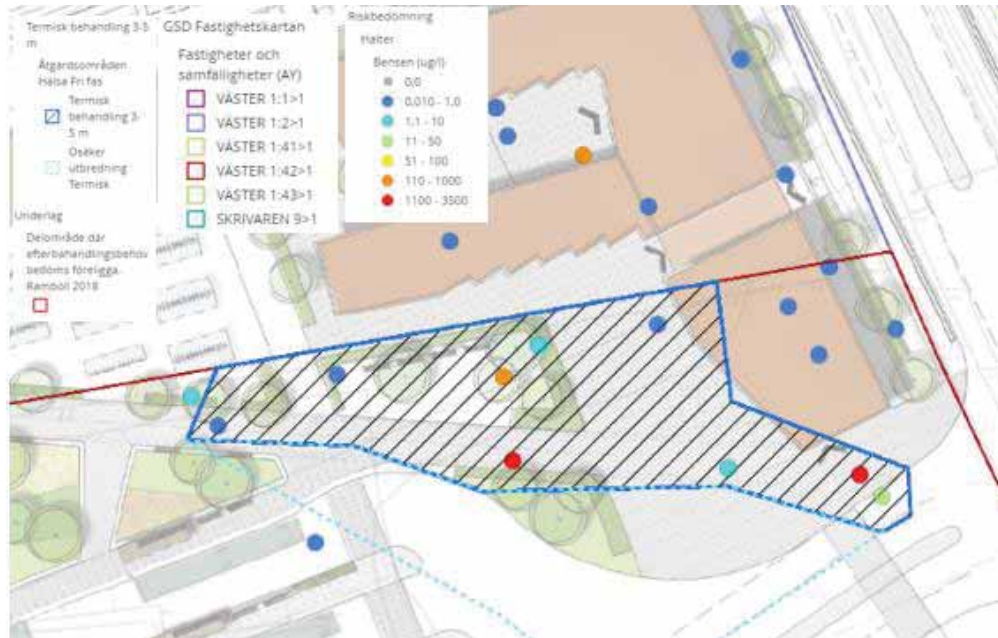 Termisk behandling 3-5
m
Åtgärdsområden
Hälsa Fri fas
Termisk
behandling 3-
5 m
Osäker
utbredning
Termisk
Underlag
Delområde där
efterbehandlingsbehov
bedöms föreligga.
Ramböll 2018
GSD Fastighetskartan
Fastigheter och
samfälligheter (AY)
VÄSTER 1:1>1
VÄSTER 1:2>1
VÄSTER 1:41>1
VÄSTER 1:42>1
VÄSTER 1:43>1
SKRIVAREN 9>1
Riskbedömning
Halter
Bensen (ug/l)
0,0
0,010 - 1,0
1,1 - 10
11 - 50
51 - 100
110 - 1000
1100 - 3500